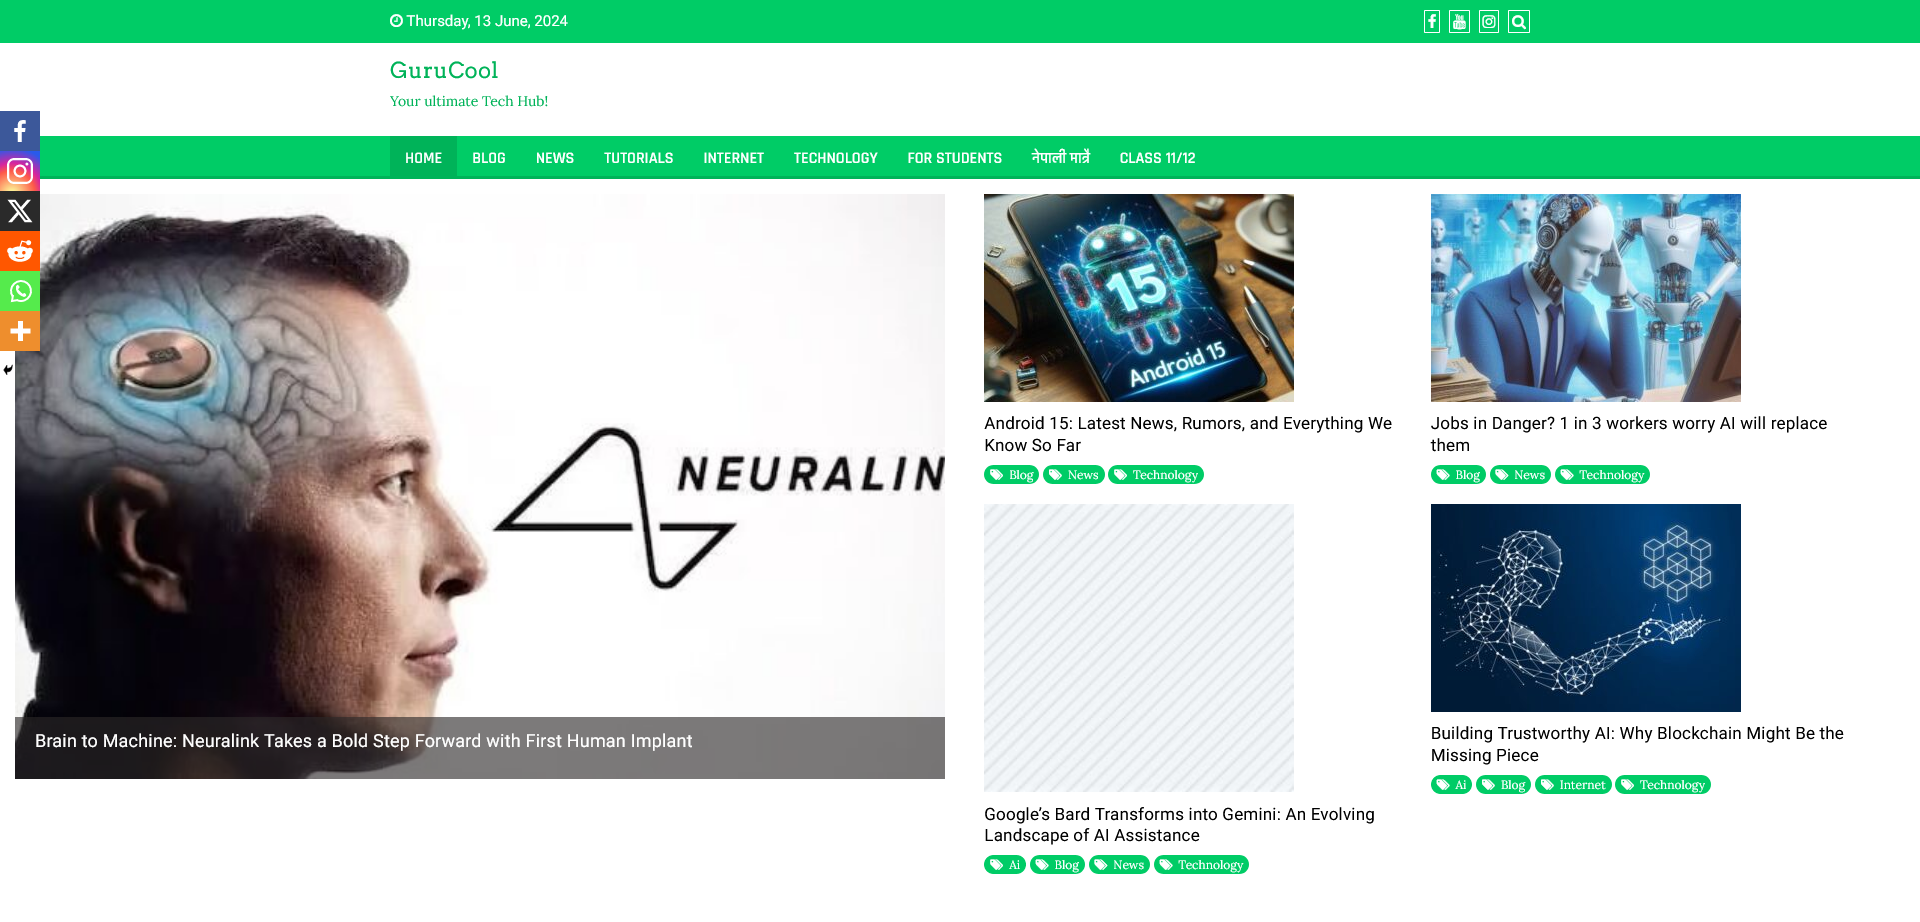 Thursday, 13 June, 2024
GuruCool
Your ultimate Tech Hub!
HOME BLOG NEWS TUTORIALS INTERNET TECHNOLOGY FOR STUDENTS नेपाली मात्रै CLASS 11/12
NEURALIN
Brain to Machine: Neuralink Takes a Bold Step Forward with First Human Implant
15
Android 15
Android 15: Latest News, Rumors, and Everything We
Know So Far
Blog News Technology
Jobs in Danger? 1 in 3 workers worry AI will replace
them
Blog News Technology
Google’s Bard Transforms into Gemini: An Evolving
Landscape of AI Assistance
Ai Blog News Technology
Building Trustworthy AI: Why Blockchain Might Be the
Missing Piece
Ai Blog Internet Technology